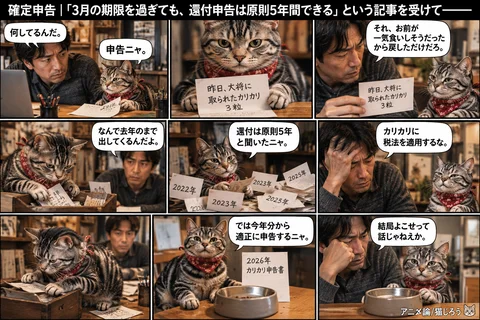 確定申告|「3月の期限を過ぎても、還付申告は原則5年間できる」という記事を受けて――
何してるんだ。
申告ニャ。
昨日、大将に
取られたカリカリ
3粒
それ、お前が
一気食いしそうだった
から戻しただけだろ。
昨日、大将に
取られたカリカリ
3粒
なんで去年のまで
出してくるんだよ。
還付は原則5年
と聞いたニャ。
2022年
2023年
2023年
2024年
2025年
カリカリに
税法を適用するな。
では今年分から
適正に申告するニャ。
2026年
カリカリ申告書
結局よこせって
話じゃねえか。
アニメ論/猫しろう